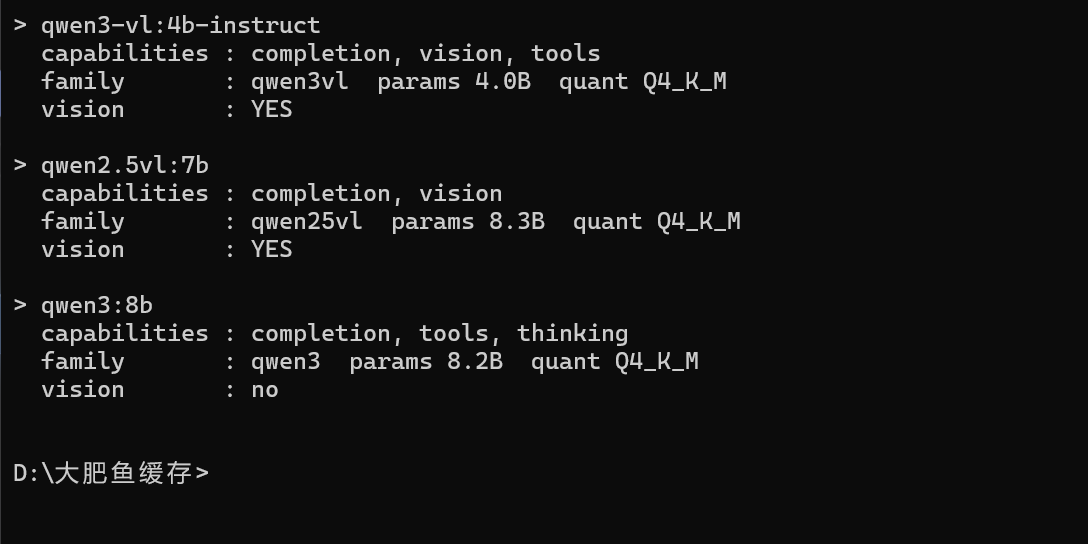 > qwen3-vl:4b-instruct
capabilities : completion, vision, tools
family : qwen3vl params 4.0B quant Q4_K_M
vision : YES
> qwen2.5vl:7b
capabilities : completion, vision
family : qwen25vl params 8.3B quant Q4_K_M
vision : YES
> qwen3:8b
capabilities : completion, tools, thinking
family : qwen3 params 8.2B quant Q4_K_M
vision : no
D:\大肥鱼缓存>